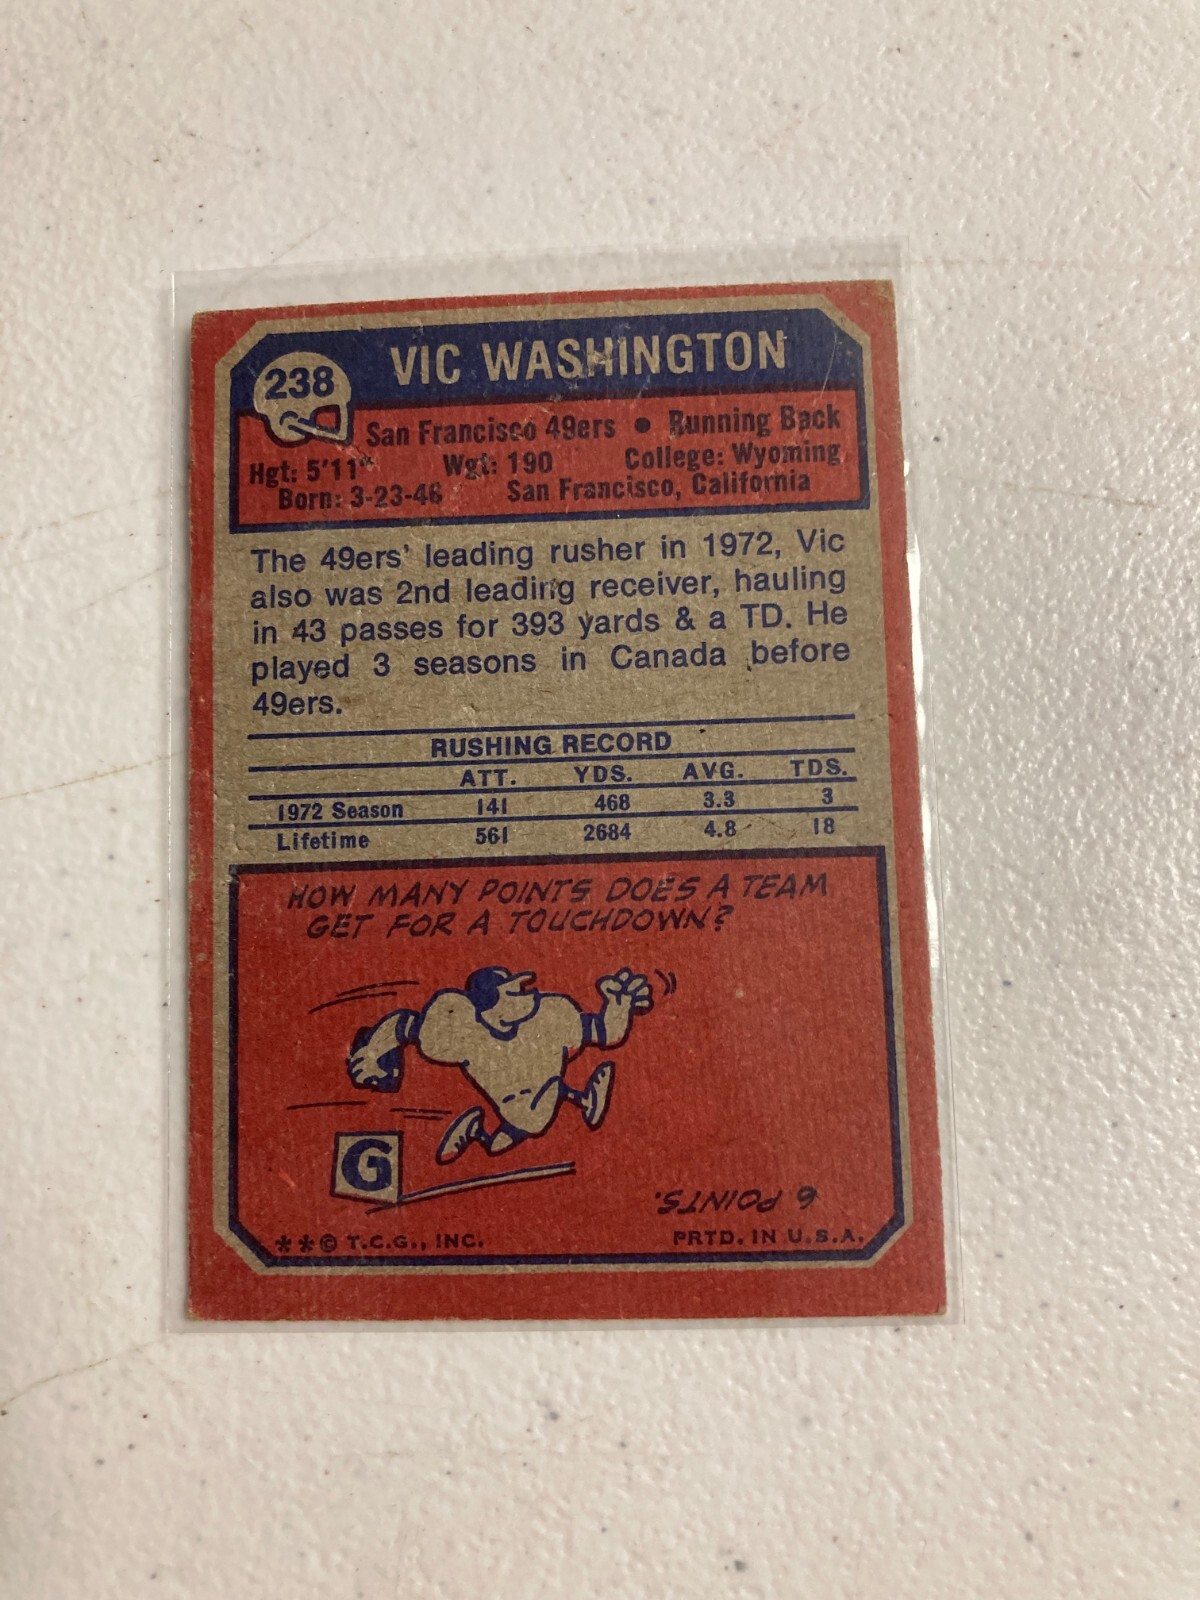 238
VIC WASHINGTON
San Francisco 49ers • Running Back
Hgt: 5'11" Wgt: 190 College: Wyoming
Born: 3-23-46 San Francisco, California
The 49ers' leading rusher in 1972, Vic
also was 2nd leading receiver, hauling
in 43 passes for 393 yards & a TD. He
played 3 seasons in Canada before
49ers.
RUSHING RECORD
ATT. YDS. AVG. TDS.
1972 Season 141 468 3.3 3
Lifetime 561 2684 4.8 18
HOW MANY POINTS DOES A TEAM
GET FOR A TOUCHDOWN?
G
6 POINTS.
**© T.C.G., INC. PRTD. IN U.S.A.